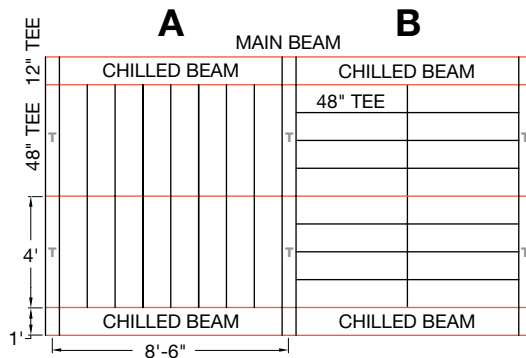 A B
MAIN BEAM
12" TEE
CHILLED BEAM CHILLED BEAM
48" TEE
48" TEE
T T T
4'
T T T
CHILLED BEAM CHILLED BEAM
1'-
8'-6"